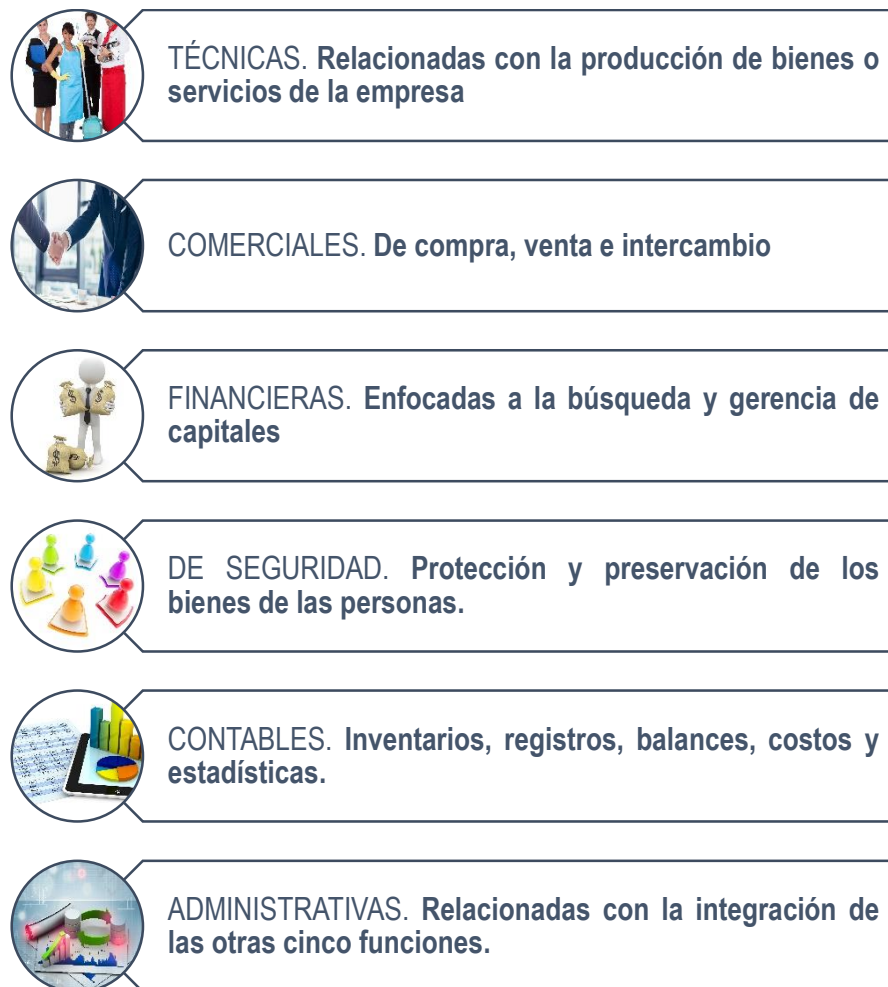 TÉCNICAS. Relacionadas con la producción de bienes o
servicios de la empresa
COMERCIALES. De compra, venta e intercambio
FINANCIERAS. Enfocadas a la búsqueda y gerencia de
capitales
DE SEGURIDAD. Protección y preservación de los
bienes de las personas.
CONTABLES. Inventarios, registros, balances, costos y
estadísticas.
ADMINISTRATIVAS. Relacionadas con la integración de
las otras cinco funciones.